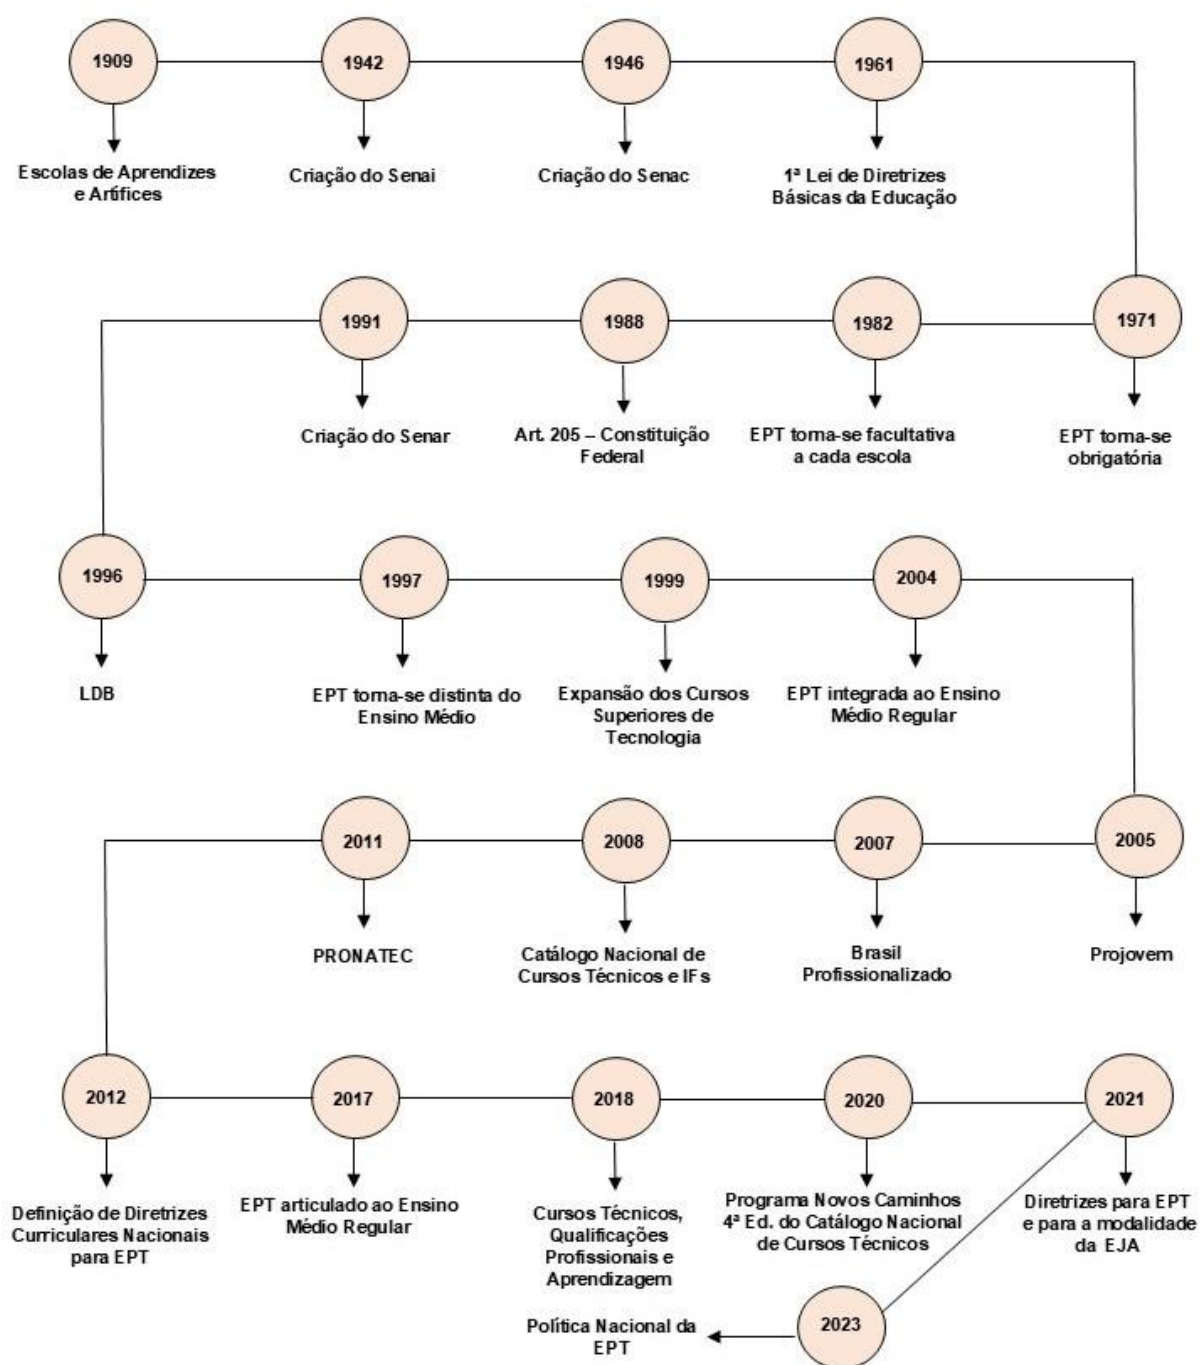 1909
1942
1946
1961
Escolas de Aprendizes
e Artífices
Criação do Senai
Criação do Senac
1ª Lei de Diretrizes
Básicas da Educação
1991
1988
1982
1971
Criação do Senar
Art. 205 – Constituição
Federal
EPT torna-se facultativa
a cada escola
EPT torna-se
obrigatória
1996
1997
1999
2004
LDB
EPT torna-se distinta do
Ensino Médio
Expansão dos Cursos
Superiores de
Tecnologia
EPT integrada ao Ensino
Médio Regular
2011
2008
2007
2005
PRONATEC
Catálogo Nacional de
Cursos Técnicos e IFs
Brasil
Profissionalizado
Projovem
2012
2017
2018
2020
2021
Definição de Diretrizes
Curriculares Nacionais
para EPT
EPT articulado ao Ensino
Médio Regular
Cursos Técnicos,
Qualificações
Profissionais e
Aprendizagem
Programa Novos Caminhos
4ª Ed. do Catálogo Nacional
de Cursos Técnicos
Diretrizes para EPT
e para a modalidade
da EJA
2023
Política Nacional da
EPT